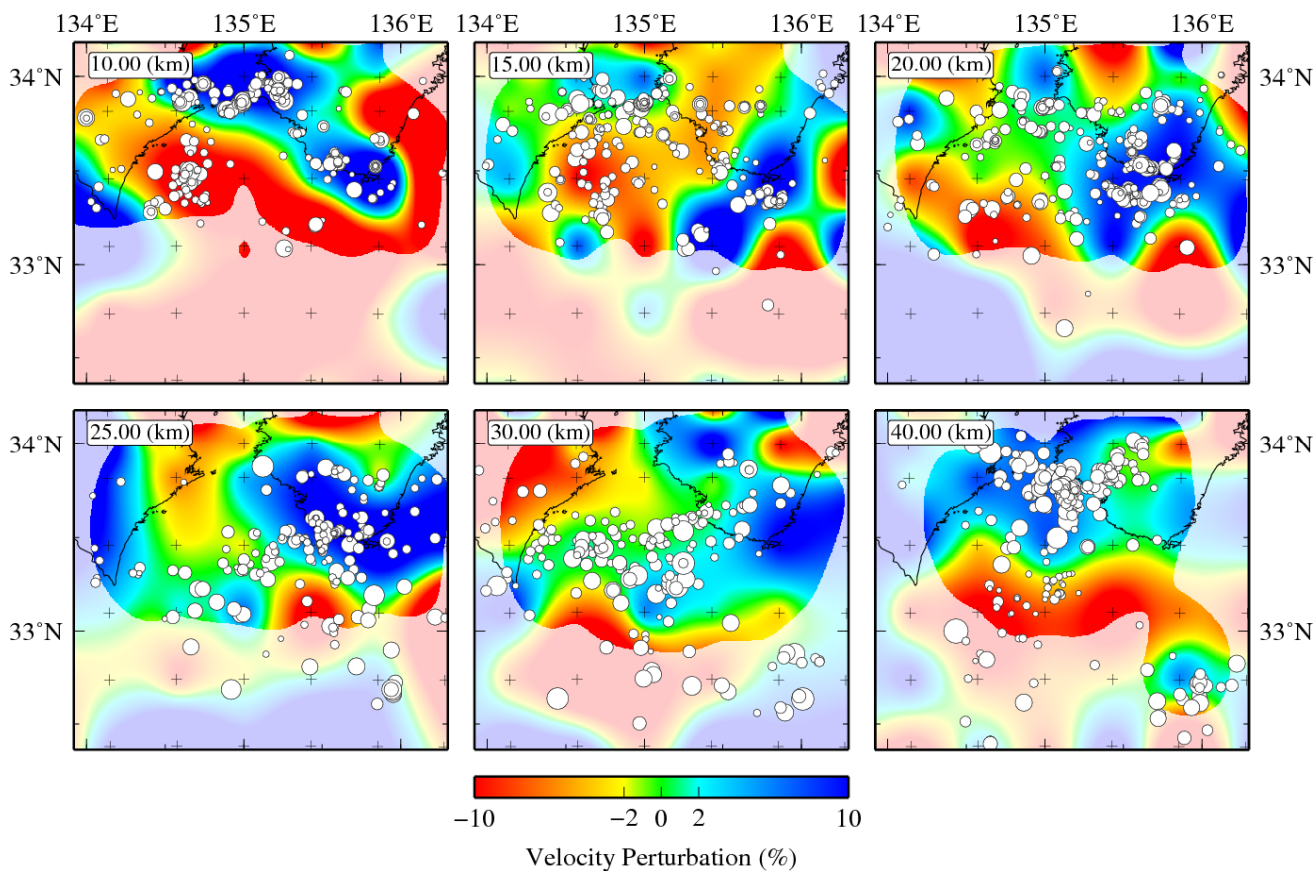 134˚E 135˚E 136˚E 134˚E 135˚E 136˚E 134˚E 135˚E 136˚E
34˚N 10.00 (km) 15.00 (km) 20.00 (km) 34˚N
33˚N 33˚N
34˚N 25.00 (km) 30.00 (km) 40.00 (km) 34˚N
33˚N 33˚N
−10 −2 0 2 10
Velocity Perturbation (%)